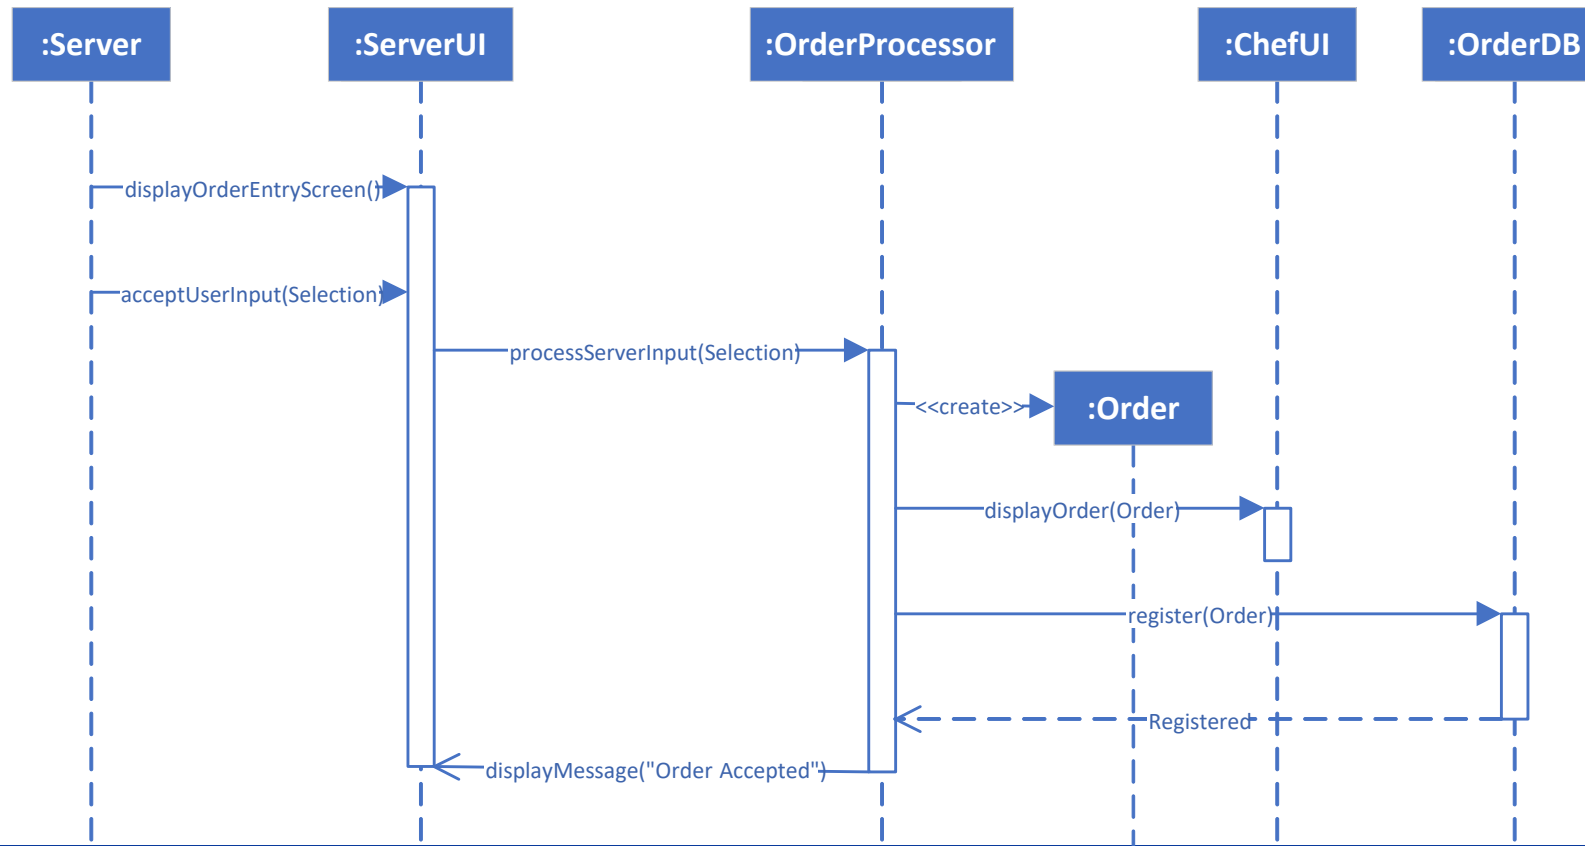 :Server
:ServerUI
:OrderProcessor
:ChefUI
:OrderDB
displayOrderEntryScreen()
acceptUserInput(Selection)
processServerInput(Selection)
<<create>>
:Order
displayOrder(Order)
register(Order)
Registered
displayMessage("Order Accepted")